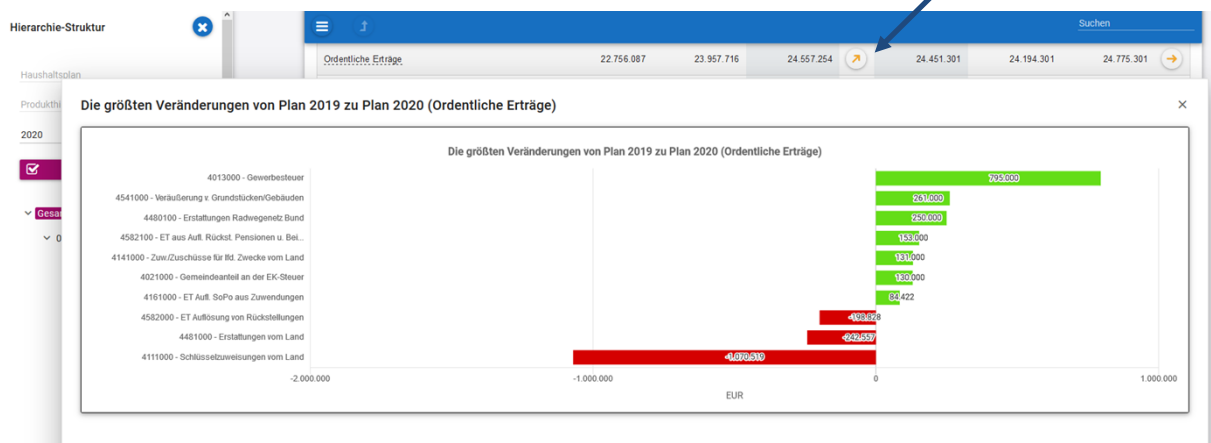 Hierarchie-Struktur
Suchen
Haushaltsplan
Ordentliche Erträge 22.756.087 23.957.716 24.557.254 24.451.301 24.194.301 24.775.301
2020
Die größten Veränderungen von Plan 2019 zu Plan 2020 (Ordentliche Erträge)
Die größten Veränderungen von Plan 2019 zu Plan 2020 (Ordentliche Erträge)
4013000 - Gewerbesteuer 795.000
4541000 - Veräußerung v. Grundstücken/Gebäuden 261.000
4480100 - Erstattungen Radwegenetz Bund 250.000
4582100 - ET aus Aufl. Rückst. Pensionen u. Bei... 153.000
4141000 - Zuw./Zuschüsse für lfd. Zwecke vom Land 131.000
4021000 - Gemeindeanteil an der EK-Steuer 130.000
4161000 - ET Aufl. SoPo aus Zuwendungen 84.422
4582000 - ET Auflösung von Rückstellungen -198.828
4481000 - Erstattungen vom Land -242.557
4111000 - Schlüsselzuweisungen vom Land -1.070.519
-2.000.000 -1.000.000 0 1.000.000
EUR